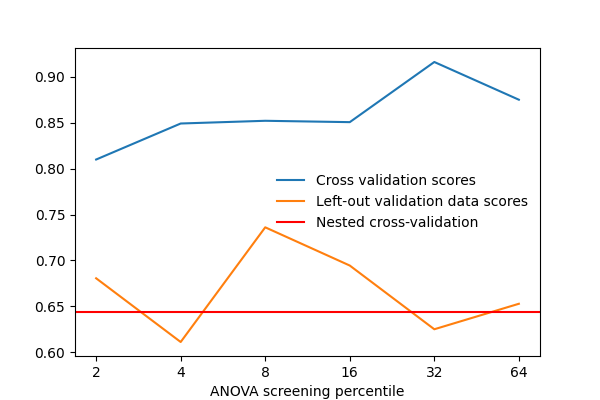 0.90
0.85
0.80
0.75
0.70
0.65
0.60
Cross validation scores
Left-out validation data scores
Nested cross-validation
2 4 8 16 32 64
ANOVA screening percentile